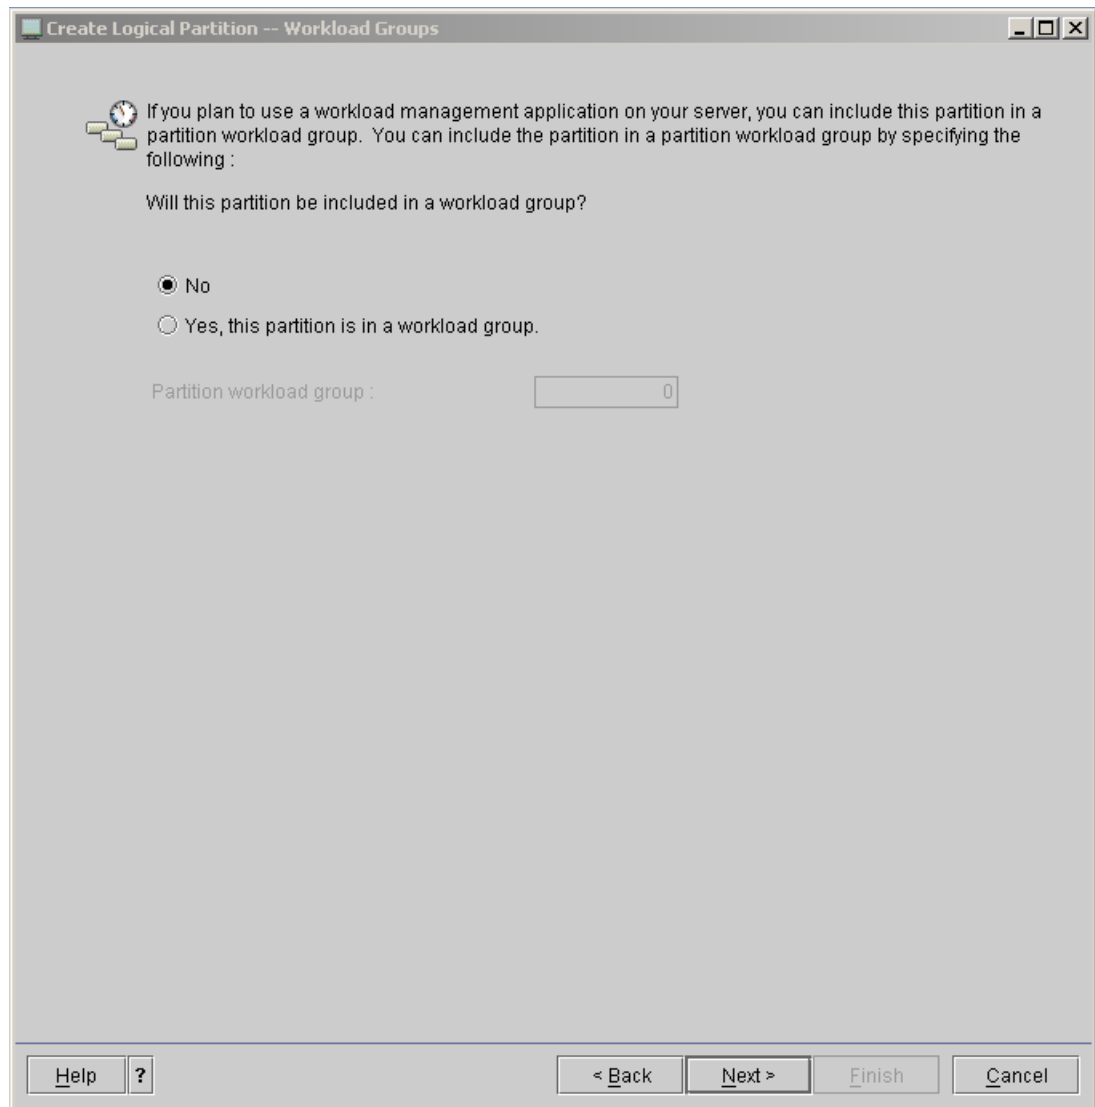 Create Logical Partition -- Workload Groups
If you plan to use a workload management application on your server, you can include this partition in a
partition workload group. You can include the partition in a partition workload group by specifying the
following :
Will this partition be included in a workload group?
No
Yes, this partition is in a workload group.
Partition workload group : 0
Help ? < Back Next > Finish Cancel